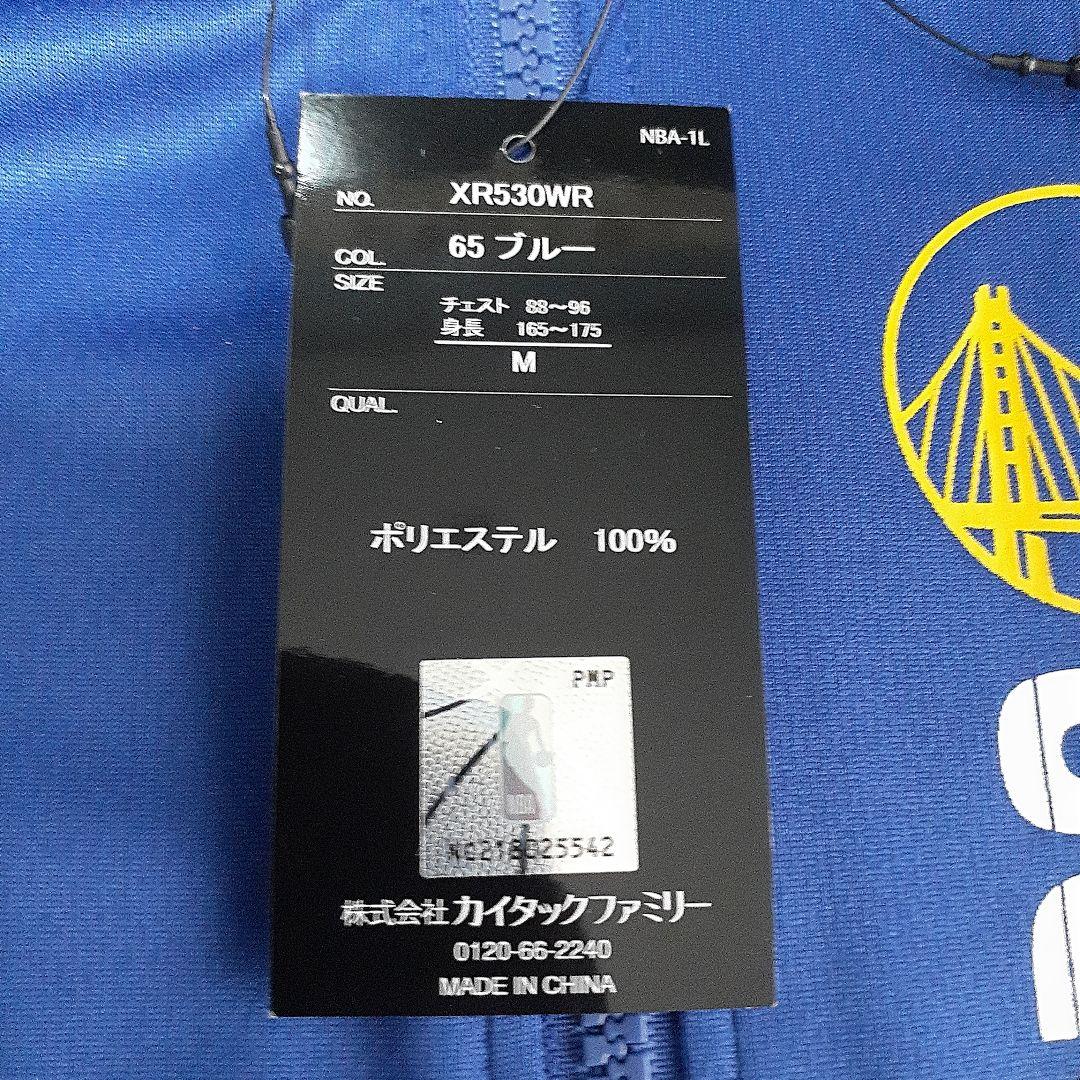 NBA-1L
NO. XR530WR
COL. 65 ブルー
SIZE
チェスト 88〜96
身長 165〜175
M
QUAL.
ポリエステル 100%
PMP
NBA
株式会社カイタックファミリー
0120-66-2240
MADE IN CHINA